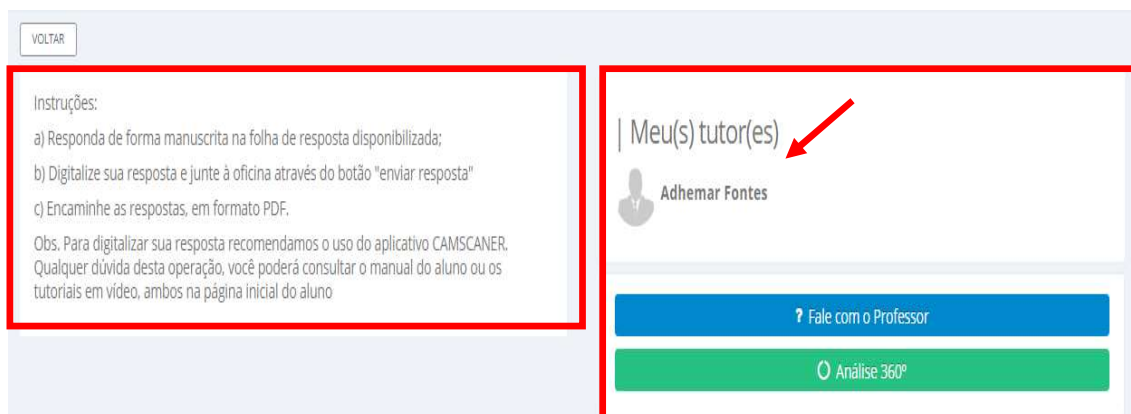 VOLTAR
Instruções:
a) Responda de forma manuscrita na folha de resposta disponibilizada;
b) Digitalize sua resposta e junte à oficina através do botão "enviar resposta"
c) Encaminhe as respostas, em formato PDF.
Obs. Para digitalizar sua resposta recomendamos o uso do aplicativo CAMSCANER.
Qualquer dúvida desta operação, você poderá consultar o manual do aluno ou os
tutoriais em vídeo, ambos na página inicial do aluno
| Meu(s) tutor(es)
Adhemar Fontes
? Fale com o Professor
Análise 360º